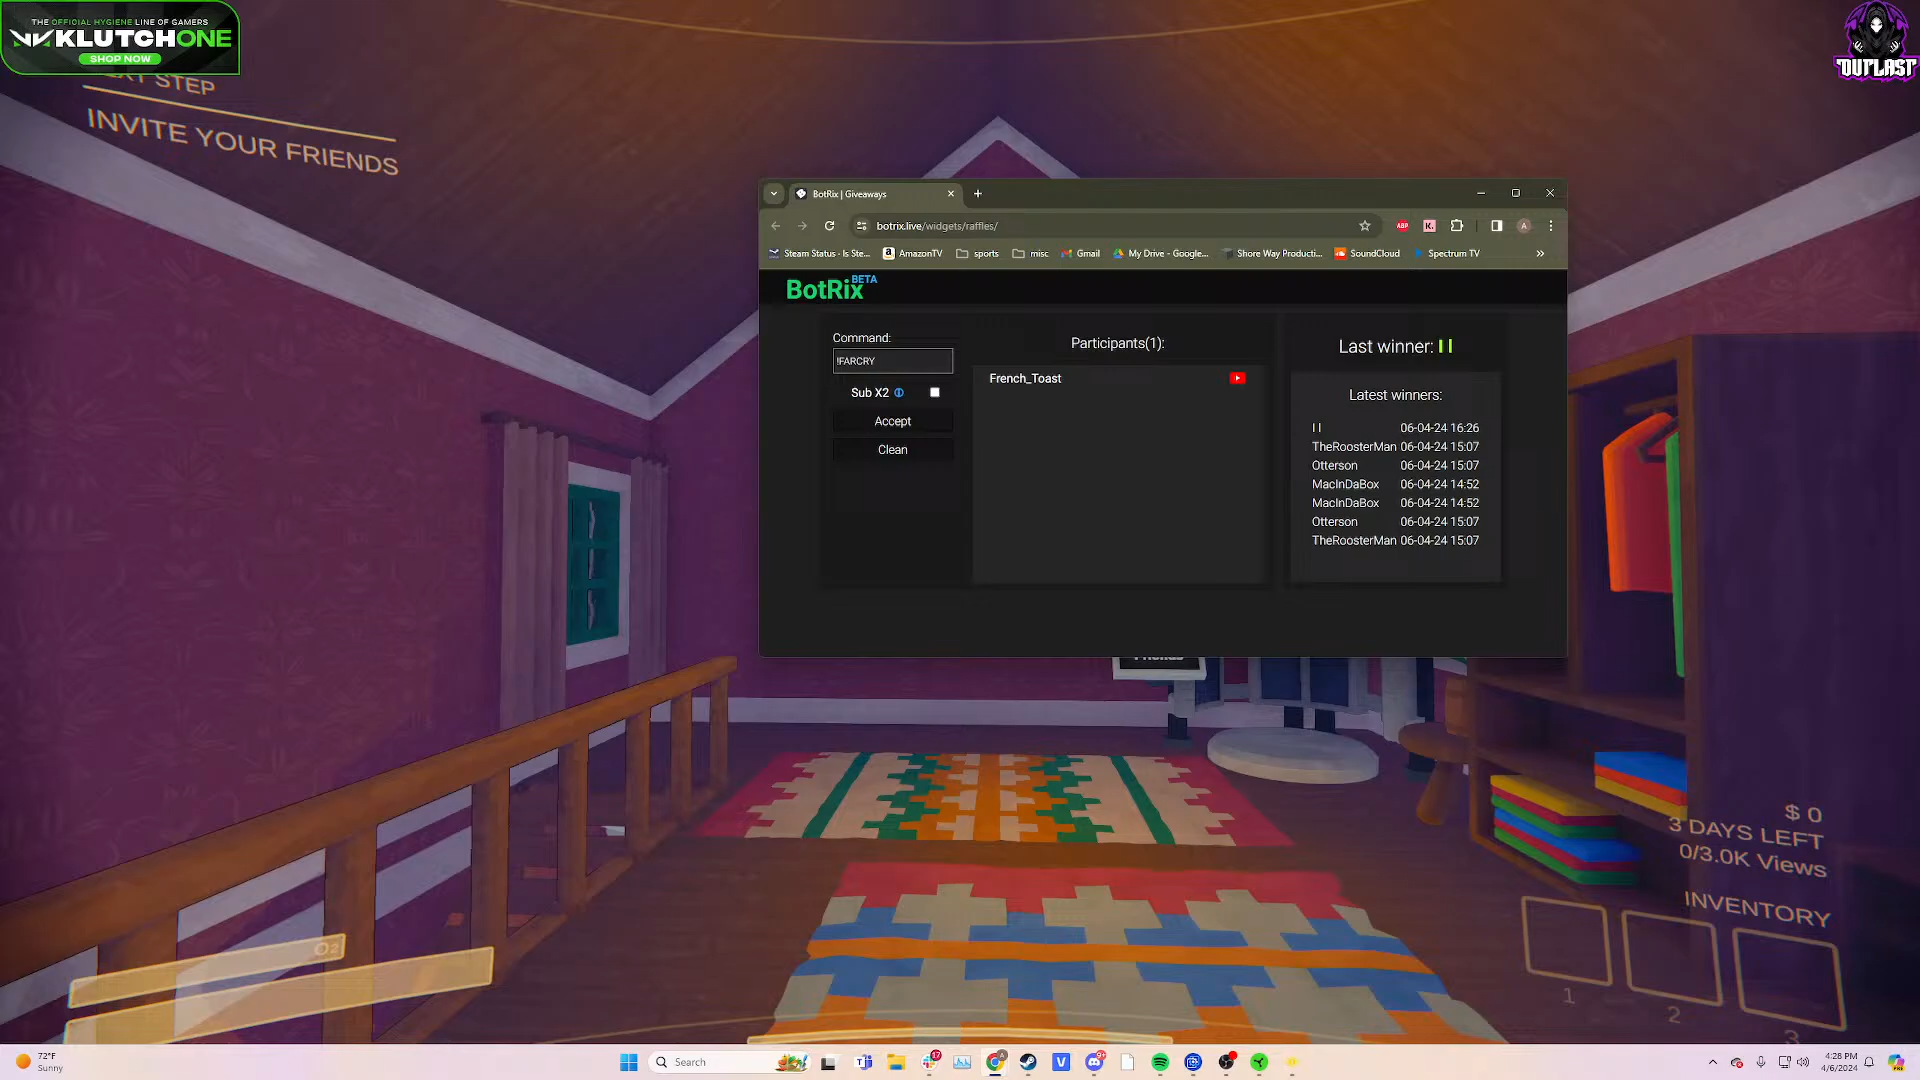 THE OFFICIAL HYGIENE LINE OF GAMERS
KLUTCHONE
SHOP NOW
NEXT STEP
INVITE YOUR FRIENDS
OUTLAST
BotRix | Giveaways
botrix.live/widgets/raffles/
ABP
K.
A
Steam Status - Is Ste...
AmazonTV
sports
misc
Gmail
My Drive - Google...
Shore Way Producti...
SoundCloud
Spectrum TV
BotRix BETA
Command:
!FARCRY
Sub X2
Accept
Clean
Participants(1):
French_Toast
Last winner: I I
Latest winners:
I I 06-04-24 16:26
TheRoosterMan 06-04-24 15:07
Otterson 06-04-24 15:07
MacInDaBox 06-04-24 14:52
MacInDaBox 06-04-24 14:52
Otterson 06-04-24 15:07
TheRoosterMan 06-04-24 15:07
$ 0
3 DAYS LEFT
0/3.0K Views
INVENTORY
1
2
3
O2
72°F
Sunny
Search
17
4:28 PM
4/6/2024